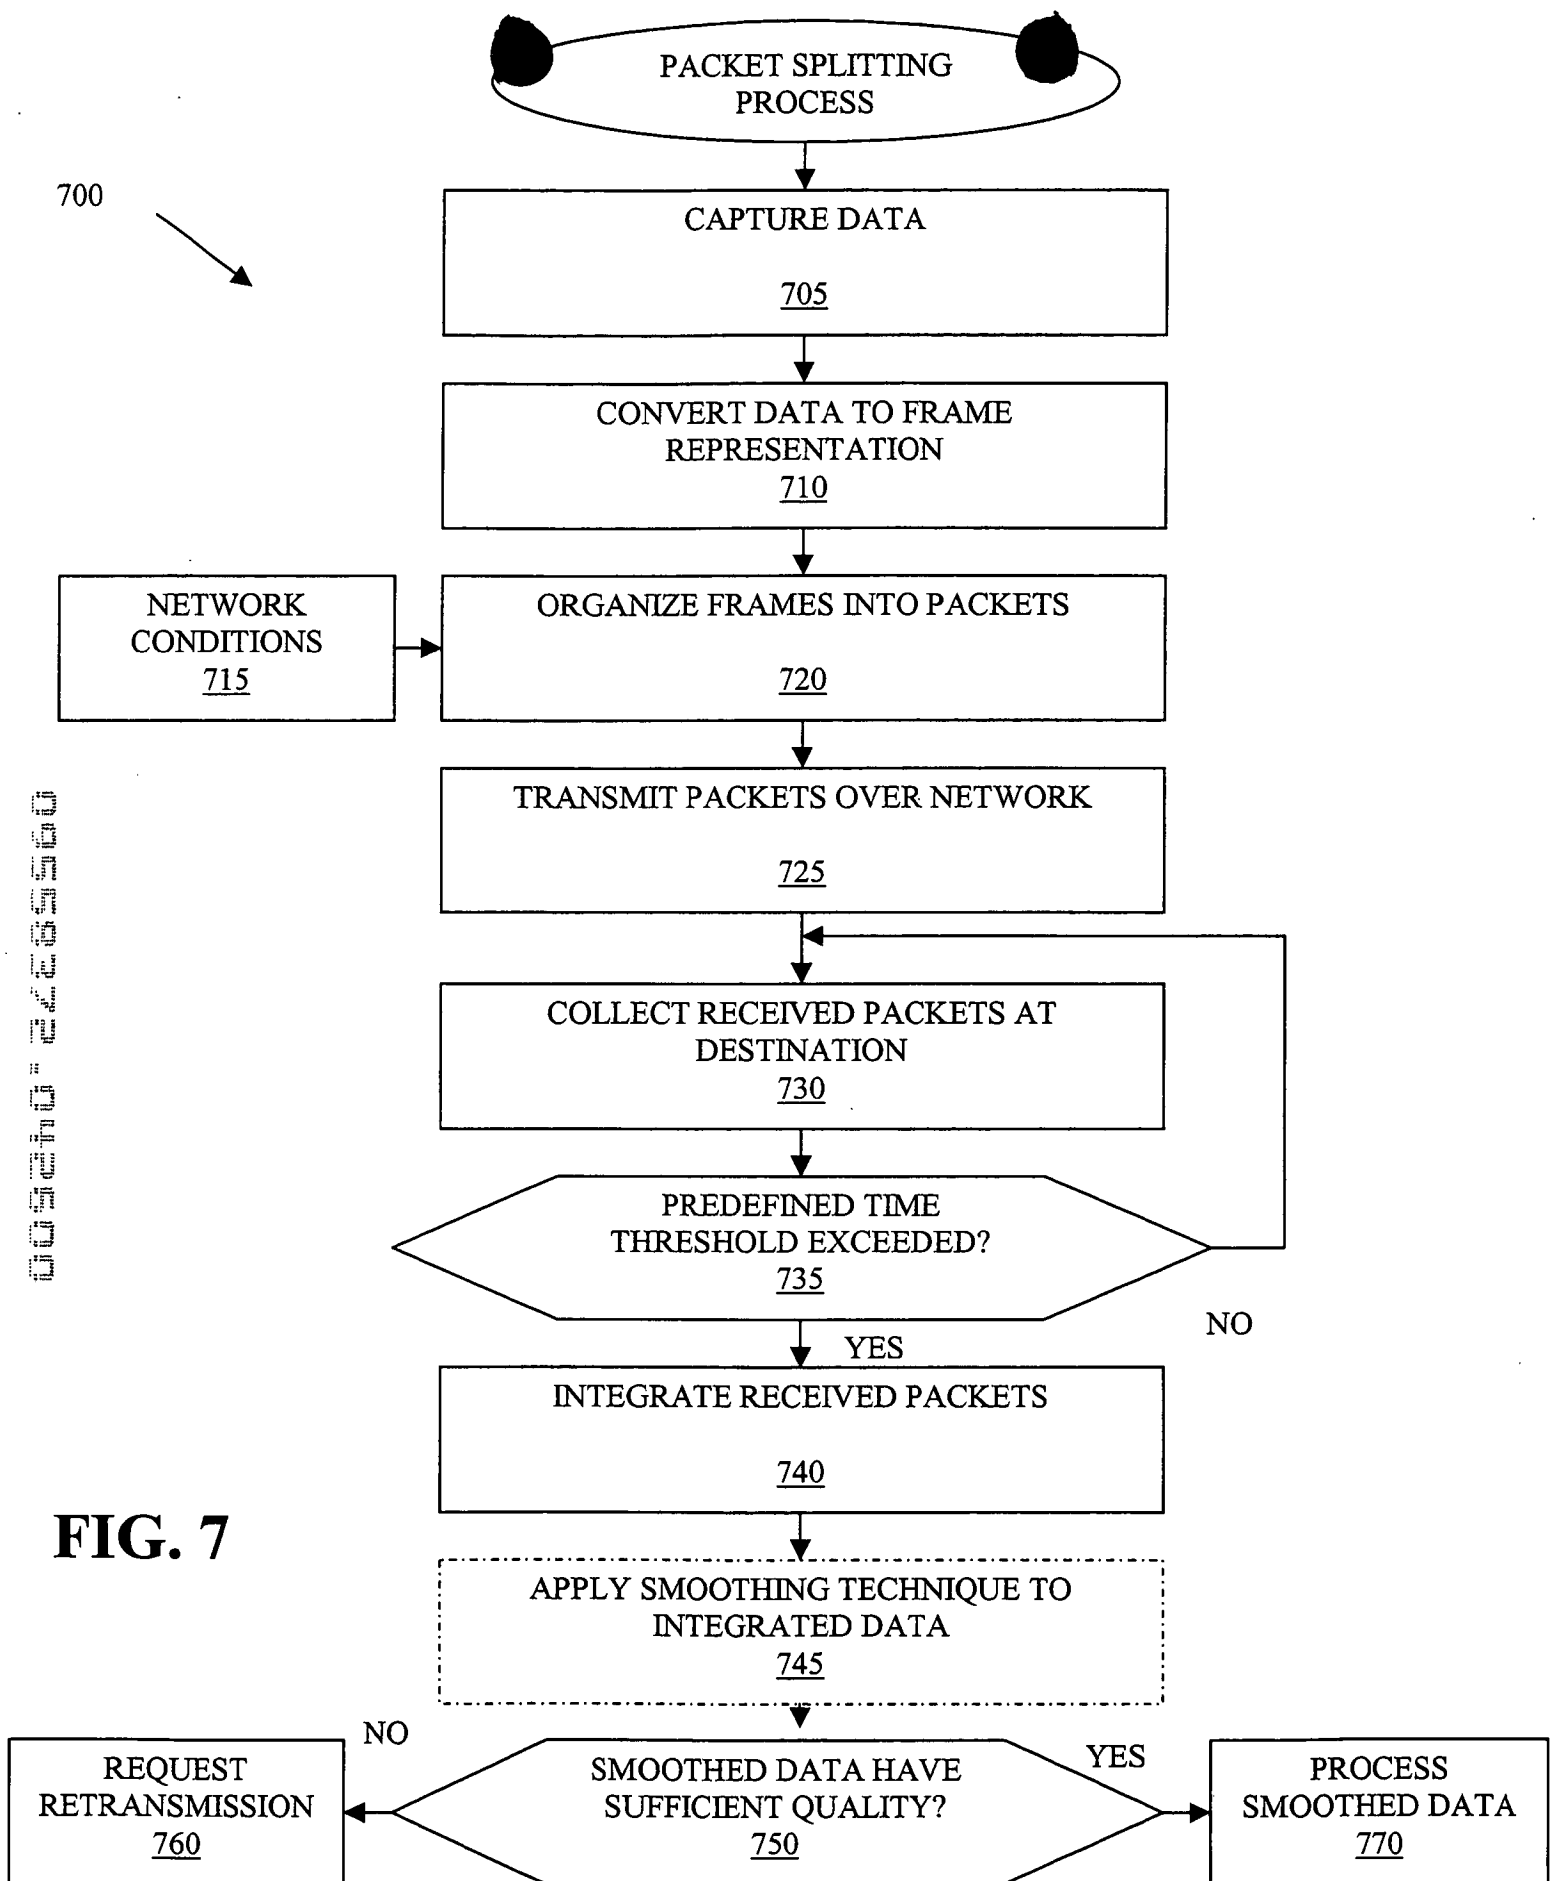 PACKET SPLITTING
PROCESS
700
CAPTURE DATA
705
CONVERT DATA TO FRAME
REPRESENTATION
710
NETWORK
CONDITIONS
715
ORGANIZE FRAMES INTO PACKETS
720
TRANSMIT PACKETS OVER NETWORK
725
COLLECT RECEIVED PACKETS AT
DESTINATION
730
PREDEFINED TIME
THRESHOLD EXCEEDED?
735
NO
YES
INTEGRATE RECEIVED PACKETS
740
FIG. 7
APPLY SMOOTHING TECHNIQUE TO
INTEGRATED DATA
745
NO
REQUEST
RETRANSMISSION
760
SMOOTHED DATA HAVE
SUFFICIENT QUALITY?
750
YES
PROCESS
SMOOTHED DATA
770